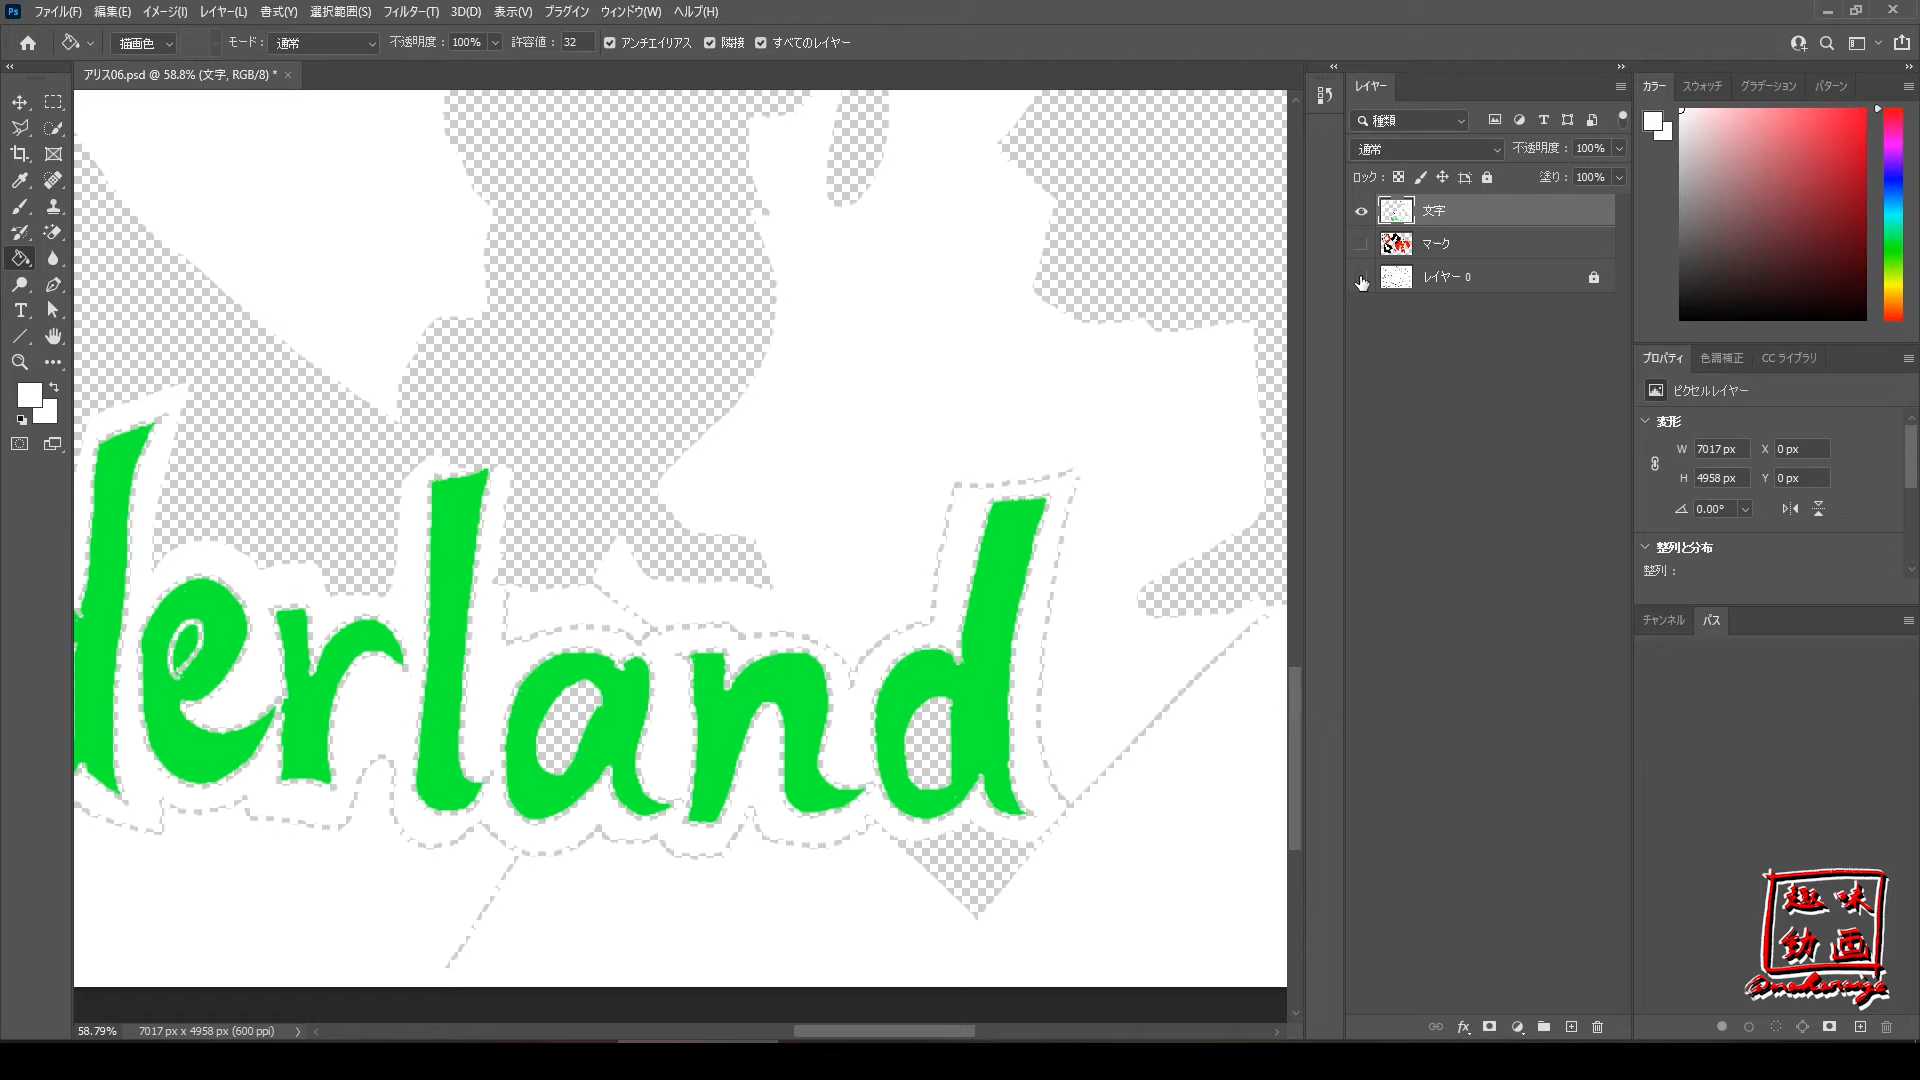 Ps ファイル(F) 編集(E) イメージ(I) レイヤー(L) 書式(Y) 選択範囲(S) フィルター(T) 3D(D) 表示(V) プラグイン ウィンドウ(W) ヘルプ(H)
描画色 モード： 通常 不透明度： 100% 許容値： 32 アンチエイリアス 隣接 すべてのレイヤー
アリス06.psd @ 58.8% (文字, RGB/8) *
レイヤー
種類
通常 不透明度： 100%
ロック： 塗り： 100%
文字
マーク
レイヤー 0
カラー スウォッチ グラデーション パターン
プロパティ 色調補正 CC ライブラリ
ピクセルレイヤー
変形
W 7017 px X 0 px
H 4958 px Y 0 px
0.00°
整列と分布
整列：
チャンネル パス
derland
趣味
動画
58.79% 7017 px x 4958 px (600 ppi)